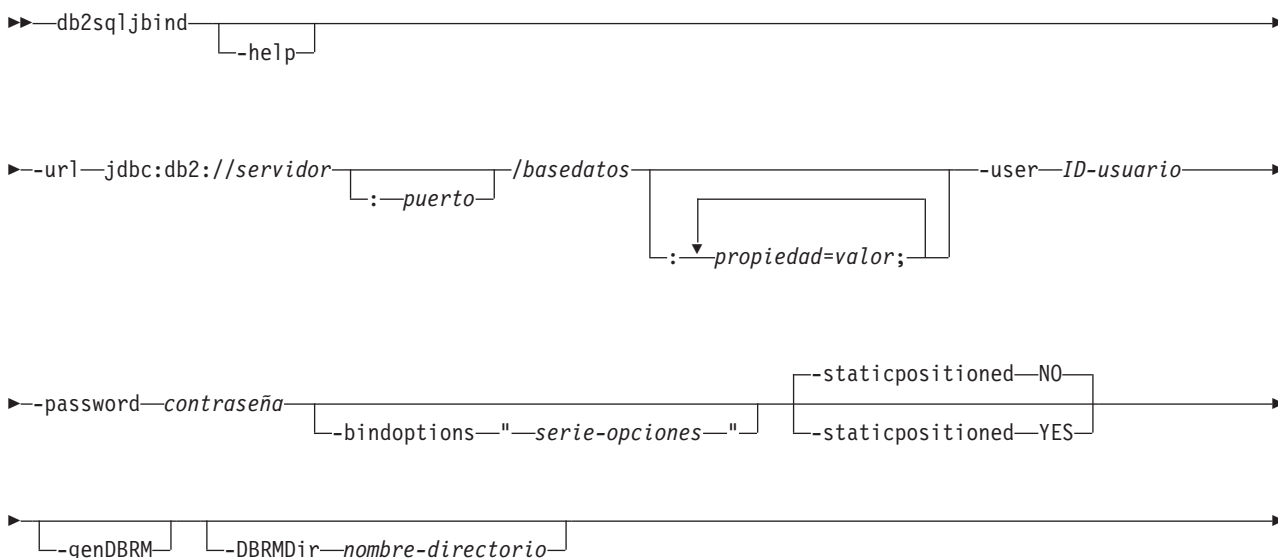 db2sqljbind
-help
-url jdbc:db2://servidor /basedatos -user ID-usuario
: puerto
: propiedad=valor;
-staticpositioned NO
-password contraseña
-bindoptions " serie-opciones " -staticpositioned YES
-genDBRM -DBRMDir nombre-directorio